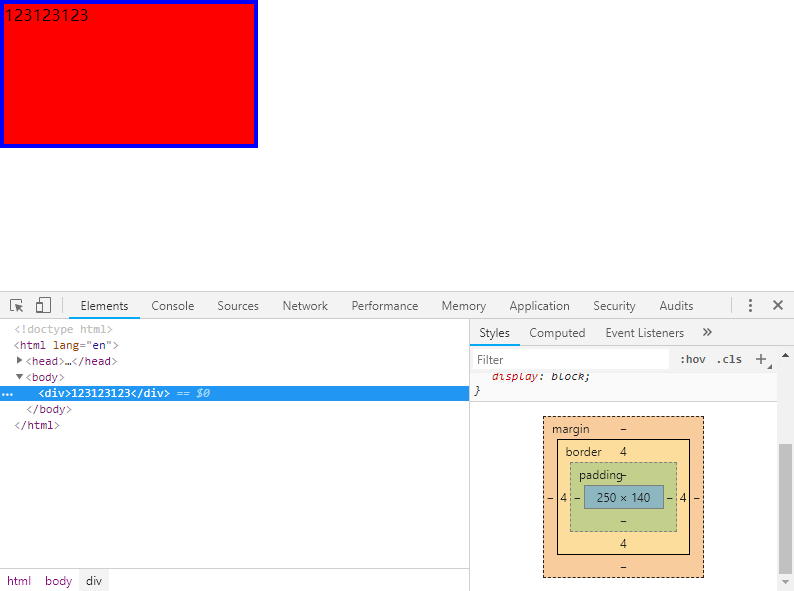 123123123
Elements Console Sources Network Performance Memory Application Security Audits
<!doctype html>
<html lang="en">
<head>…</head>
<body>
… <div>123123123</div> == $0
</body>
</html>
html body div
Styles Computed Event Listeners »
Filter :hov .cls +
display: block;
}
margin –
border 4
padding –
– 4 – 250 × 140 – 4 –
–
4
–